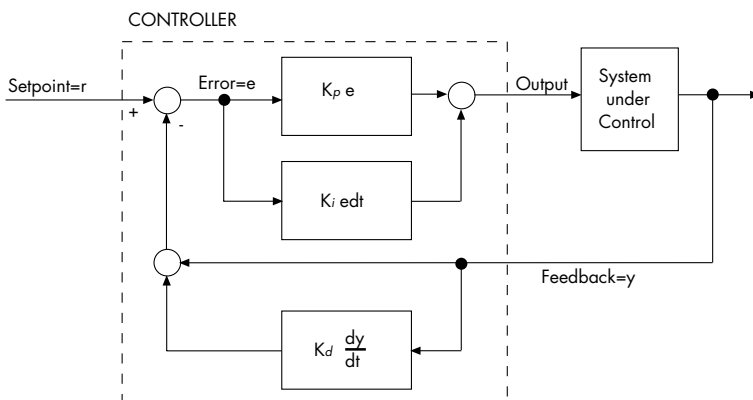 CONTROLLER
Setpoint=r
+
-
Error=e
Kp e
Ki edt
Output
System
under
Control
Feedback=y
Kd dy
dt